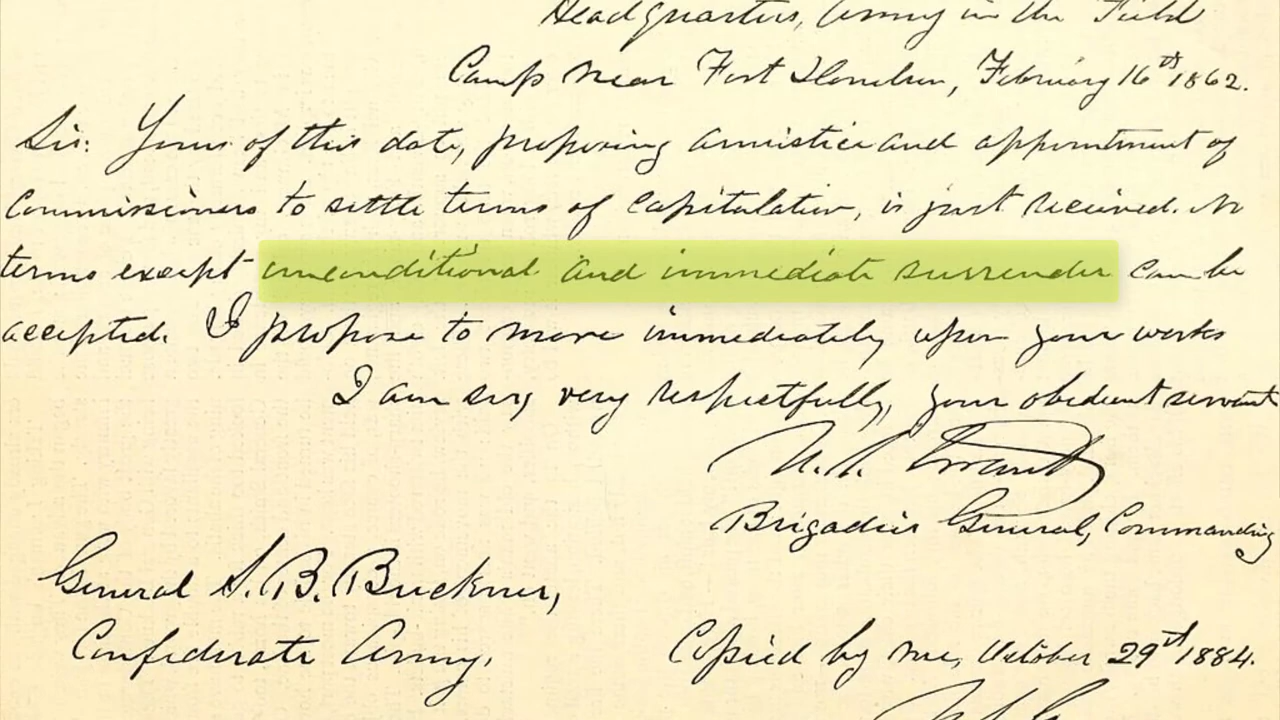 Headquarters, Army in the Field
Camp near Fort Donelson, February 16th 1862.
Sir: Yours of this date, proposing armistice and appointment of
Commissioners to settle terms of capitulation, is just received. No
terms except unconditional and immediate surrender can be
accepted. I propose to move immediately upon your works
I am sir, very respectfully, your obedient servant
U. S. Grant
Brigadier General, Commanding
General S. B. Buckner,
Confederate Army.
Copied by me, October 29th 1884.